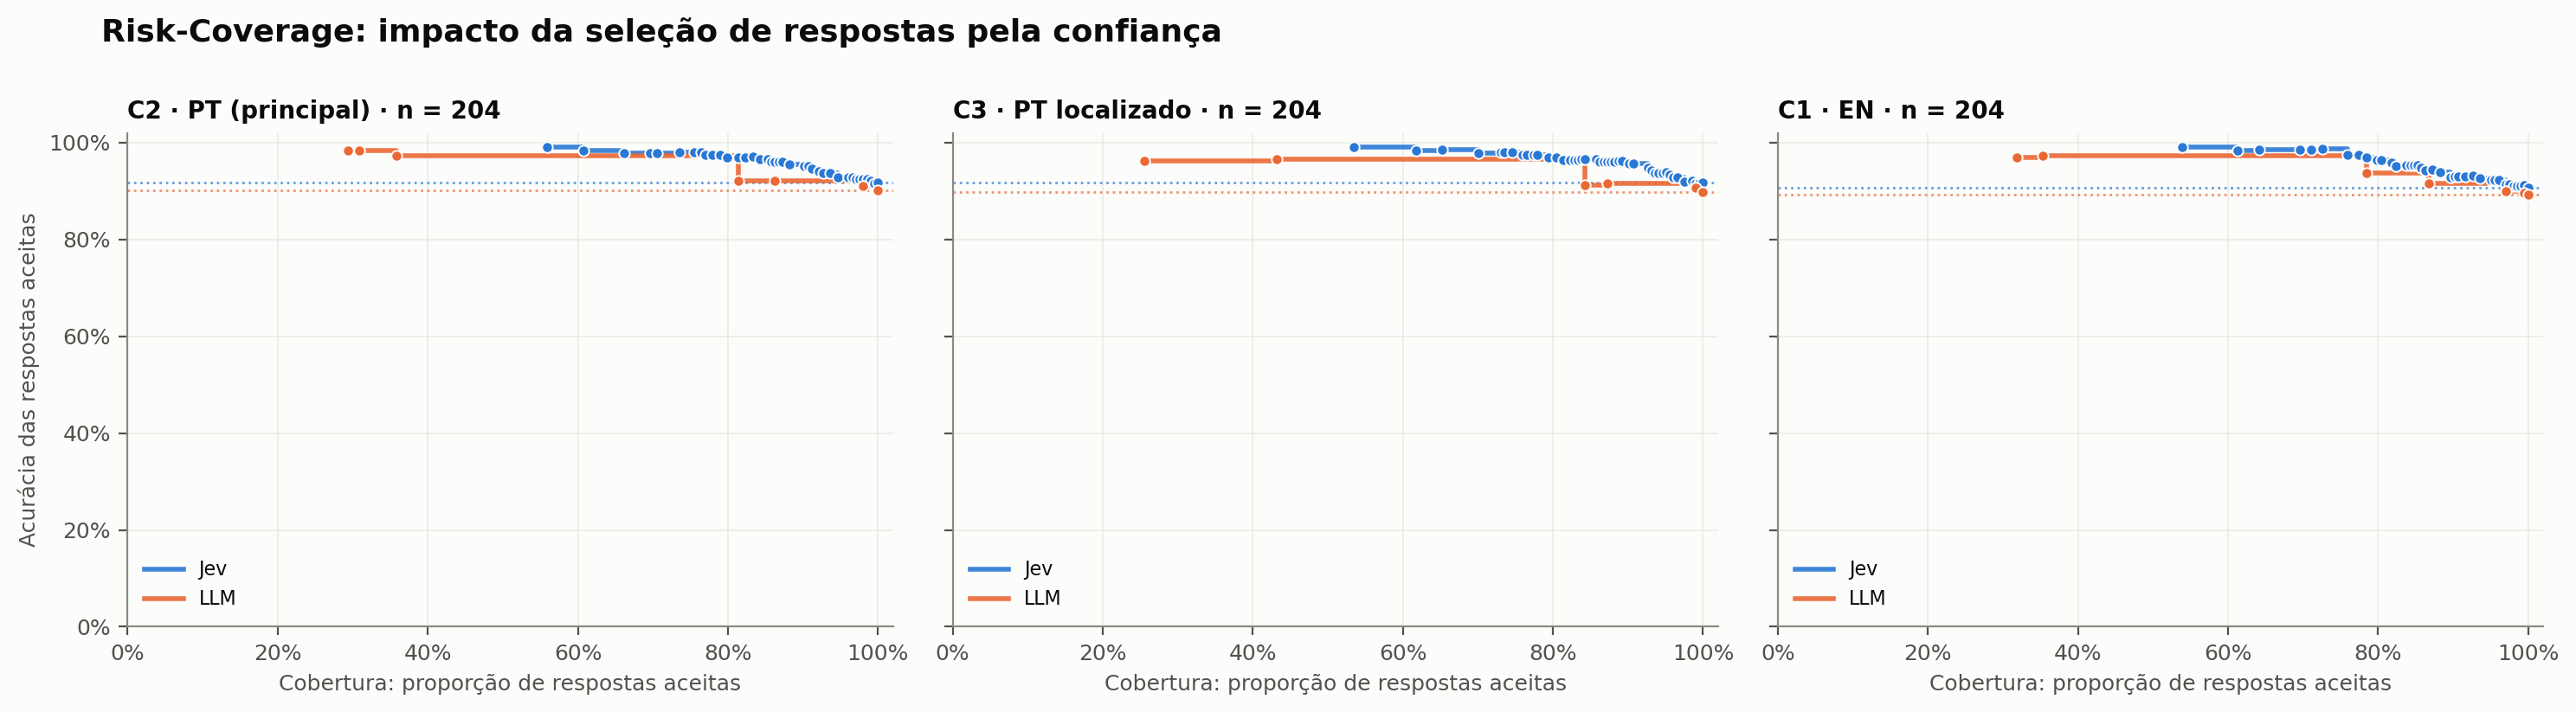 Risk-Coverage: impacto da seleção de respostas pela confiança
C2 · PT (principal) · n = 204
C3 · PT localizado · n = 204
C1 · EN · n = 204
Acurácia das respostas aceitas
100%
80%
60%
40%
20%
0%
Jev
LLM
Jev
LLM
Jev
LLM
0% 20% 40% 60% 80% 100%
0% 20% 40% 60% 80% 100%
0% 20% 40% 60% 80% 100%
Cobertura: proporção de respostas aceitas
Cobertura: proporção de respostas aceitas
Cobertura: proporção de respostas aceitas